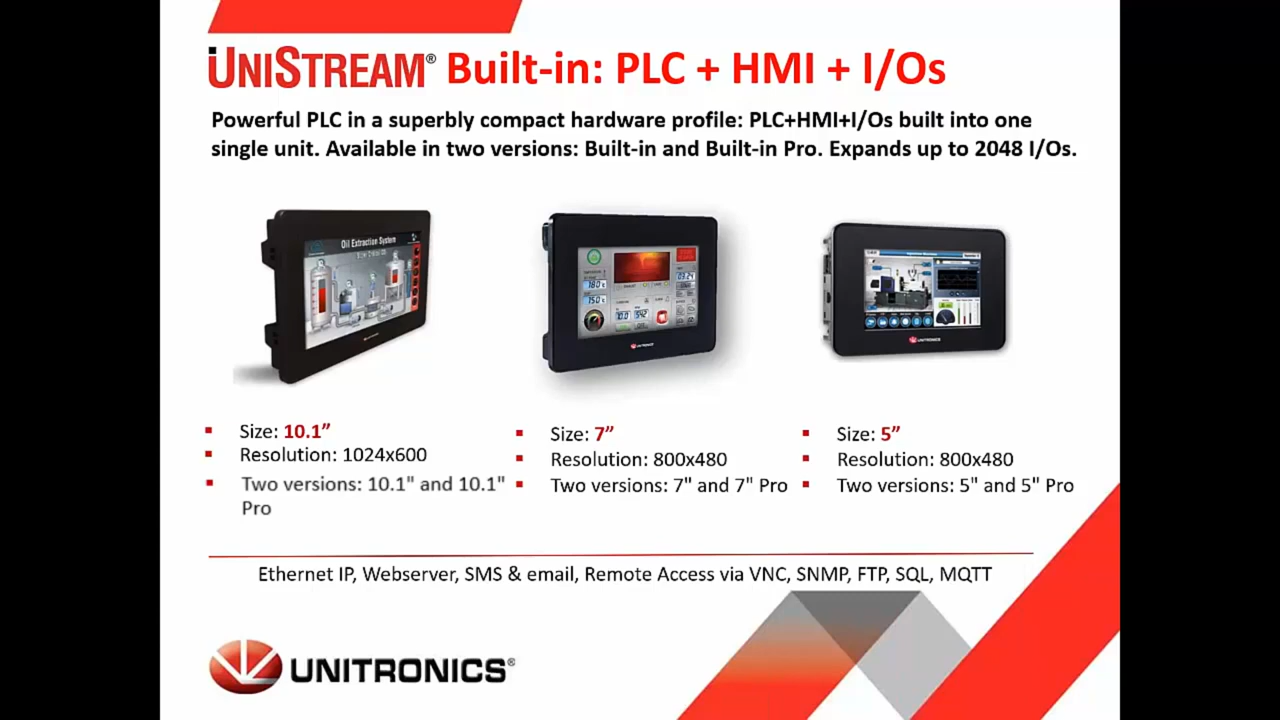 UNISTREAM® Built-in: PLC + HMI + I/Os
Powerful PLC in a superbly compact hardware profile: PLC+HMI+I/Os built into one
single unit. Available in two versions: Built-in and Built-in Pro. Expands up to 2048 I/Os.
Oil Extraction System
UNITRONICS
UNITRONICS
Size: 10.1”
Resolution: 1024x600
Two versions: 10.1" and 10.1"
Pro
Size: 7”
Resolution: 800x480
Two versions: 7" and 7" Pro
Size: 5”
Resolution: 800x480
Two versions: 5" and 5" Pro
Ethernet IP, Webserver, SMS & email, Remote Access via VNC, SNMP, FTP, SQL, MQTT
UNITRONICS®